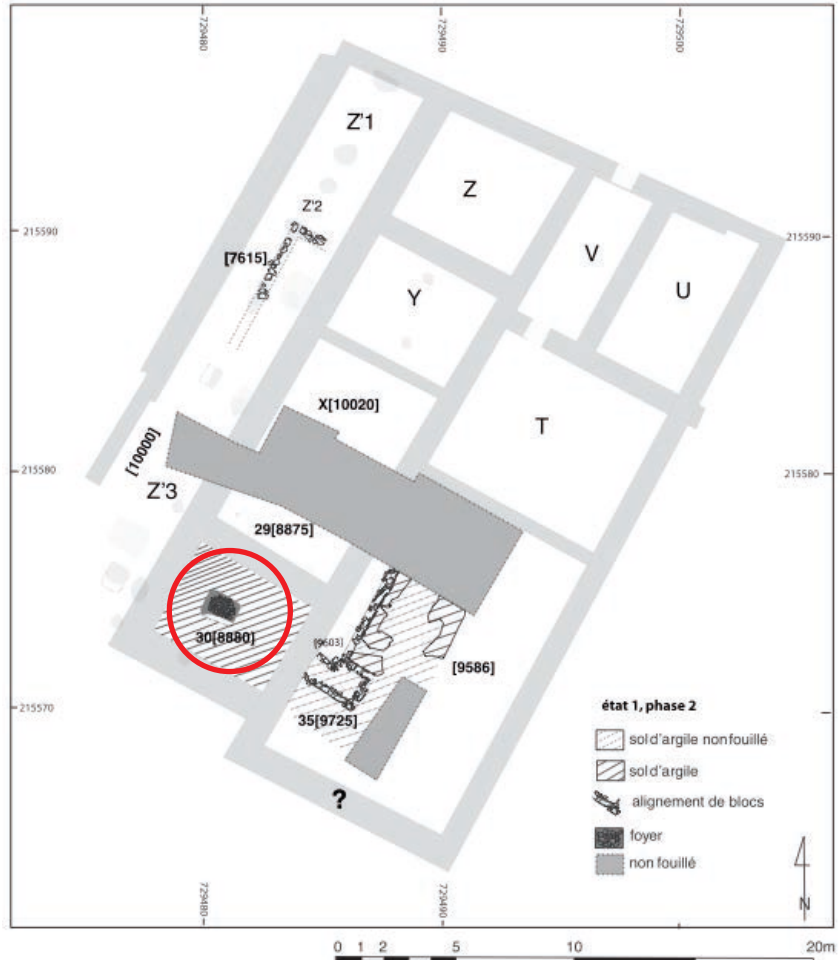 729480
729490
729500
Z'1
Z
Z'2
215590
[7615]
V
215590
U
Y
X[10020]
T
[10000]
215580
215580
Z'3
29[8875]
30[8880]
[9603]
[9586]
35[9725]
215570
état 1, phase 2
sol d'argile non fouillé
sol d'argile
alignement de blocs
?
foyer
non fouillé
N
729480
729490
0 1 2 5 10 20m